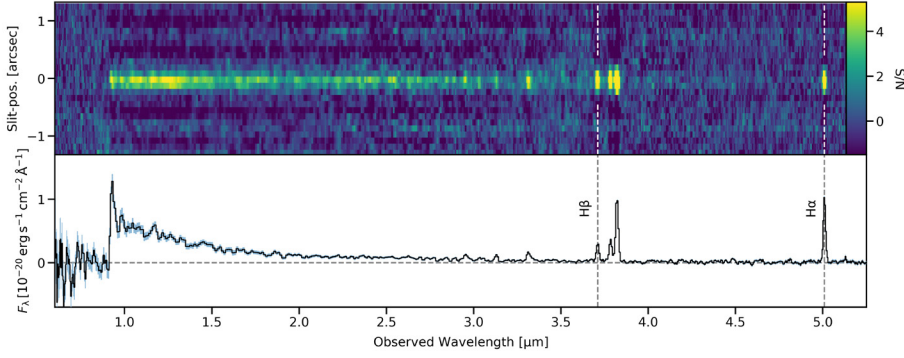 Slit-pos. [arcsec]
1
0
−1
4
2
0
S/N
F_λ [10⁻²⁰ erg s⁻¹ cm⁻² Å⁻¹]
1
0
Hβ
Hα
1.0 1.5 2.0 2.5 3.0 3.5 4.0 4.5 5.0
Observed Wavelength [μm]